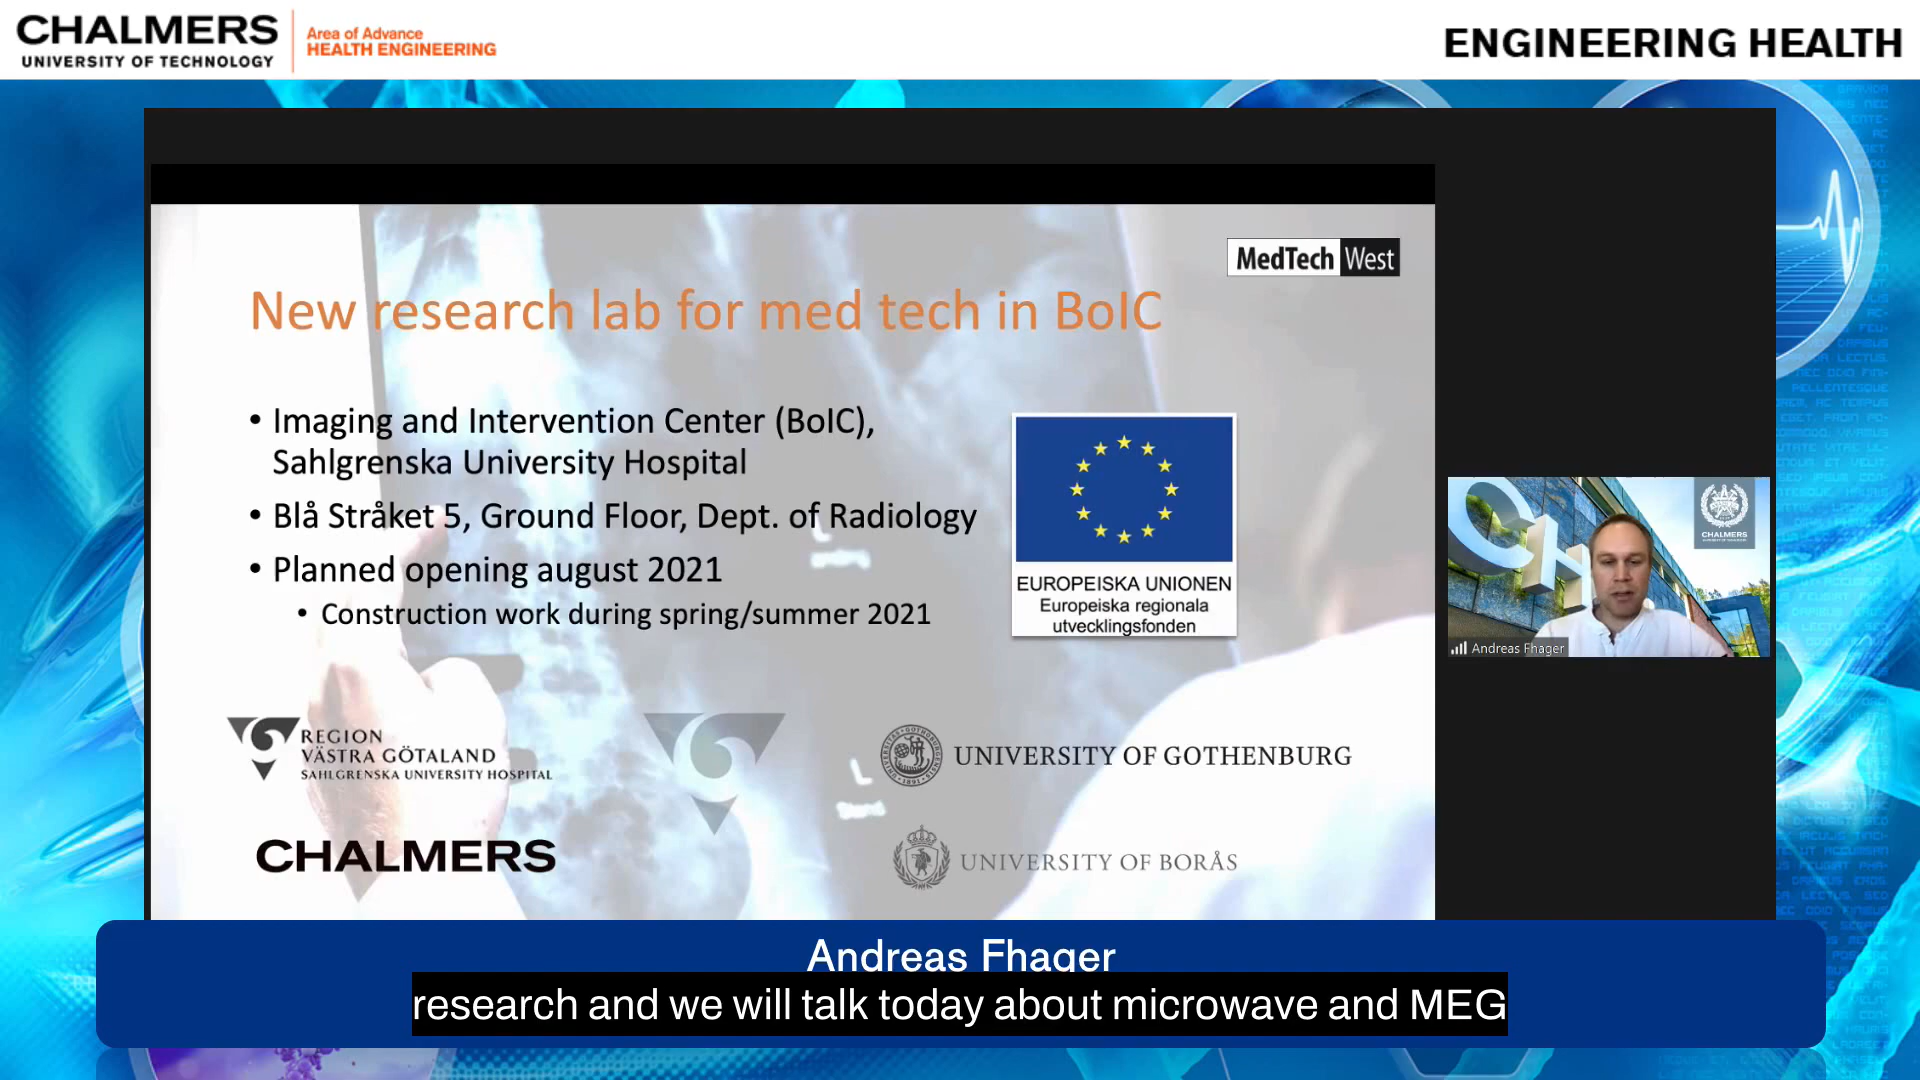 CHALMERS
UNIVERSITY OF TECHNOLOGY
Area of Advance
HEALTH ENGINEERING
ENGINEERING HEALTH
MedTech West
New research lab for med tech in BoIC
• Imaging and Intervention Center (BoIC),
Sahlgrenska University Hospital
• Blå Stråket 5, Ground Floor, Dept. of Radiology
• Planned opening august 2021
• Construction work during spring/summer 2021
EUROPEISKA UNIONEN
Europeiska regionala
utvecklingsfonden
CH
CHALMERS
Andreas Fhager
REGION
VÄSTRA GÖTALAND
SAHLGRENSKA UNIVERSITY HOSPITAL
UNIVERSITY OF GOTHENBURG
CHALMERS
UNIVERSITY OF BORÅS
Andreas Fhager
research and we will talk today about microwave and MEG